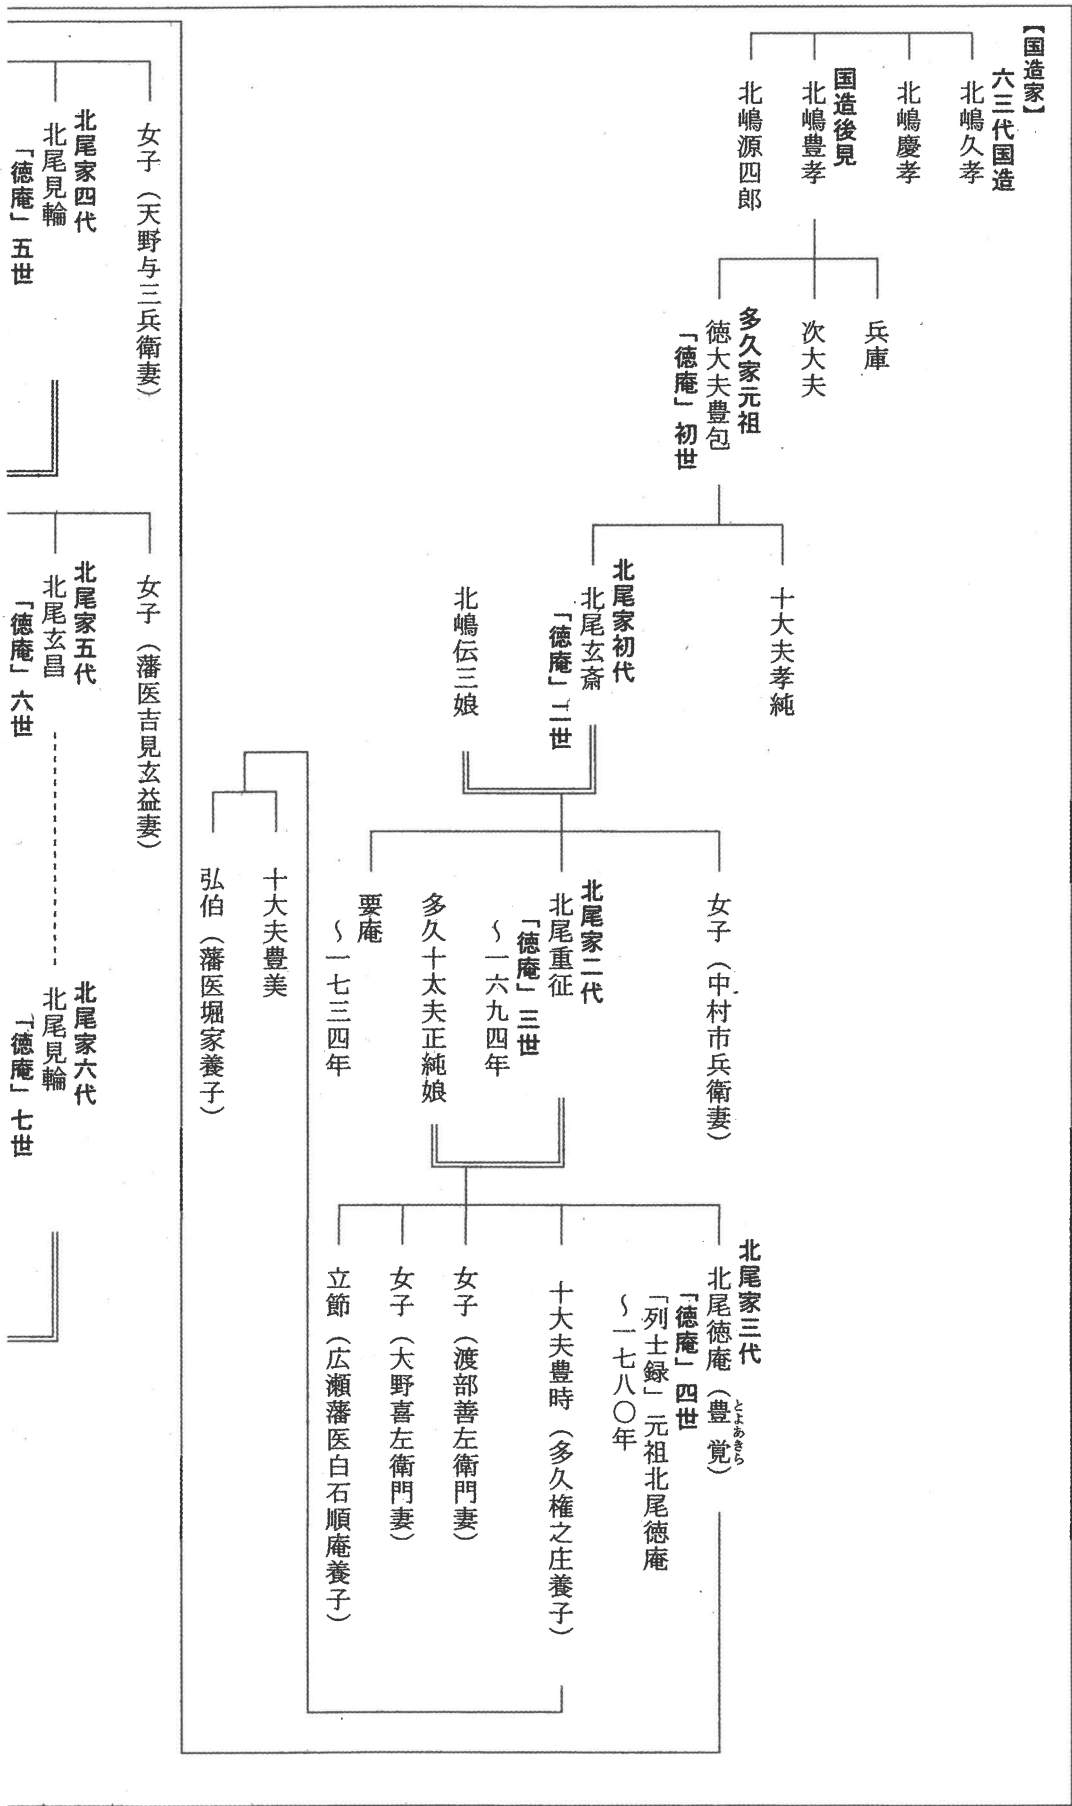 【国造家】
六三代国造
北嶋久孝
北嶋慶孝
国造後見
北嶋豊孝
北嶋源四郎
兵庫
次大夫
多久家元祖
徳大夫豊包
「徳庵」初世
十大夫孝純
北尾家初代
北尾玄斎
「徳庵」二世
北嶋伝三娘
女子（中村市兵衛妻）
北尾家二代
北尾重征
「徳庵」三世
～一六九四年
多久十太夫正純娘
要庵
～一七三四年
北尾家三代
北尾徳庵（豊覚）
とよあきら
「徳庵」四世
「列士録」元祖北尾徳庵
～一七八〇年
十大夫豊時（多久権之庄養子）
女子（渡部善左衛門妻）
女子（大野喜左衛門妻）
立節（広瀬藩医白石順庵養子）
十大夫豊美
弘伯（藩医堀家養子）
女子（天野与三兵衛妻）
北尾家四代
北尾見輪
「徳庵」五世
女子（藩医吉見玄益妻）
北尾家五代
北尾玄昌
「徳庵」六世
北尾家六代
北尾見輪
「徳庵」七世